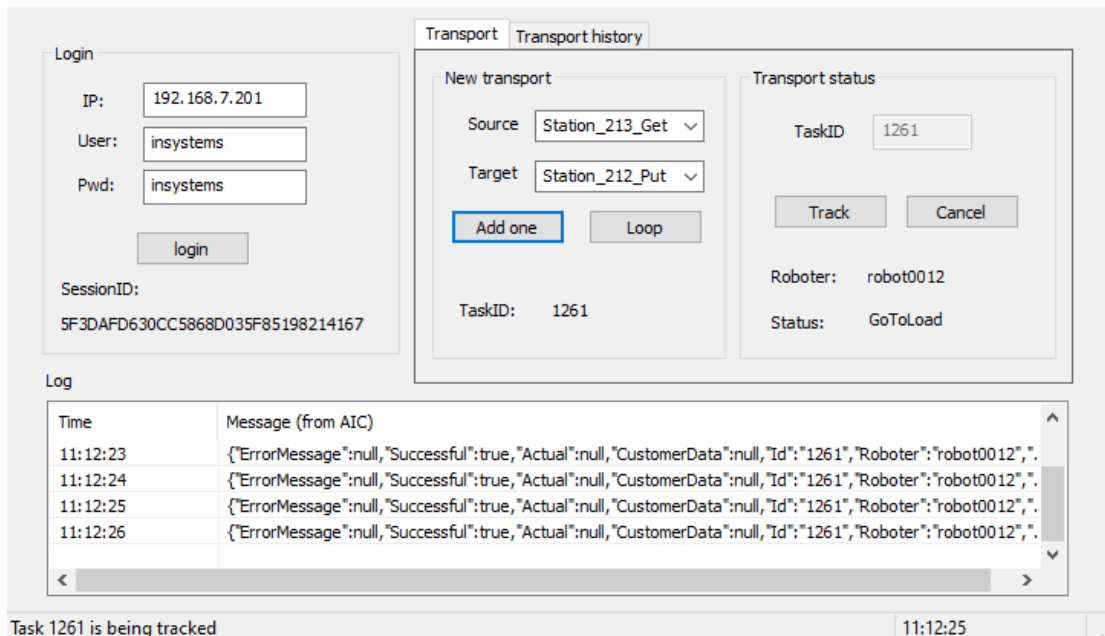 Transport Transport history
Login
IP: 192.168.7.201
User: insystems
Pwd: insystems
login
SessionID:
5F3DAFD630CC5868D035F85198214167
New transport
Source Station_213_Get
Target Station_212_Put
Add one Loop
TaskID: 1261
Transport status
TaskID 1261
Track Cancel
Roboter: robot0012
Status: GoToLoad
Log
Time Message (from AIC)
11:12:23 {"ErrorMessage":null,"Successful":true,"Actual":null,"CustomerData":null,"Id":"1261","Roboter":"robot0012",".
11:12:24 {"ErrorMessage":null,"Successful":true,"Actual":null,"CustomerData":null,"Id":"1261","Roboter":"robot0012",".
11:12:25 {"ErrorMessage":null,"Successful":true,"Actual":null,"CustomerData":null,"Id":"1261","Roboter":"robot0012",".
11:12:26 {"ErrorMessage":null,"Successful":true,"Actual":null,"CustomerData":null,"Id":"1261","Roboter":"robot0012",".
Task 1261 is being tracked 11:12:25